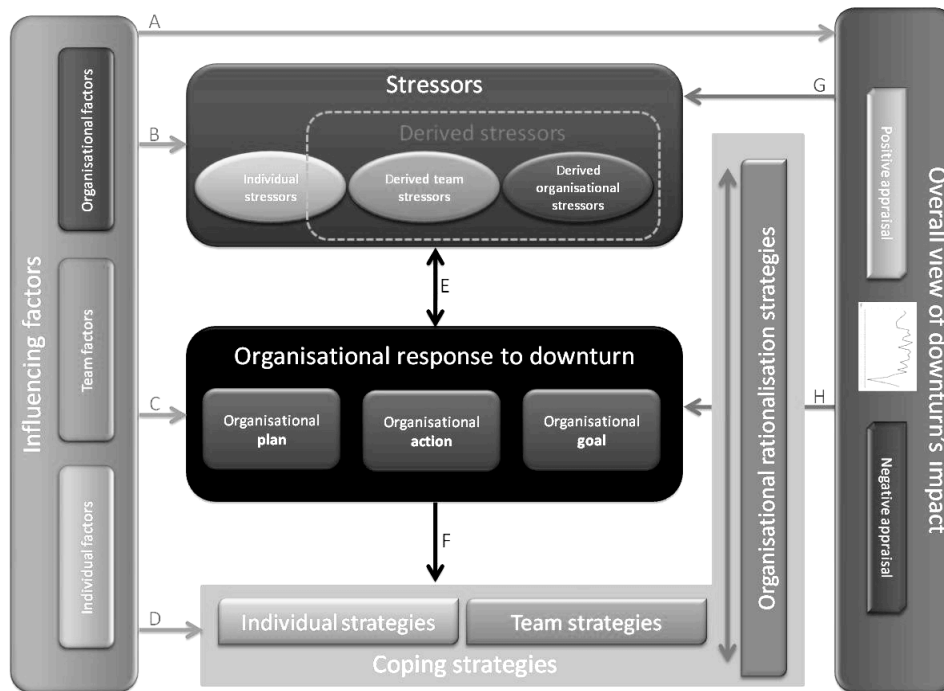 A
Influencing factors
Organisational factors
Team factors
Individual factors
B
C
D
Stressors
Derived stressors
Individual
stressors
Derived team
stressors
Derived
organisational
stressors
E
Organisational response to downturn
Organisational
plan
Organisational
action
Organisational
goal
F
Individual strategies
Team strategies
Coping strategies
Organisational rationalisation strategies
G
H
Overall view of downturn's impact
Positive appraisal
Negative appraisal